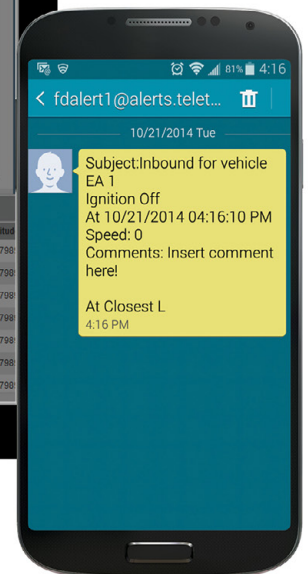 81% 4:16
fdalert1@alerts.telet...
10/21/2014 Tue
Subject:Inbound for vehicle
EA 1
Ignition Off
At 10/21/2014 04:16:10 PM
Speed: 0
Comments: Insert comment
here!
At Closest L
4:16 PM